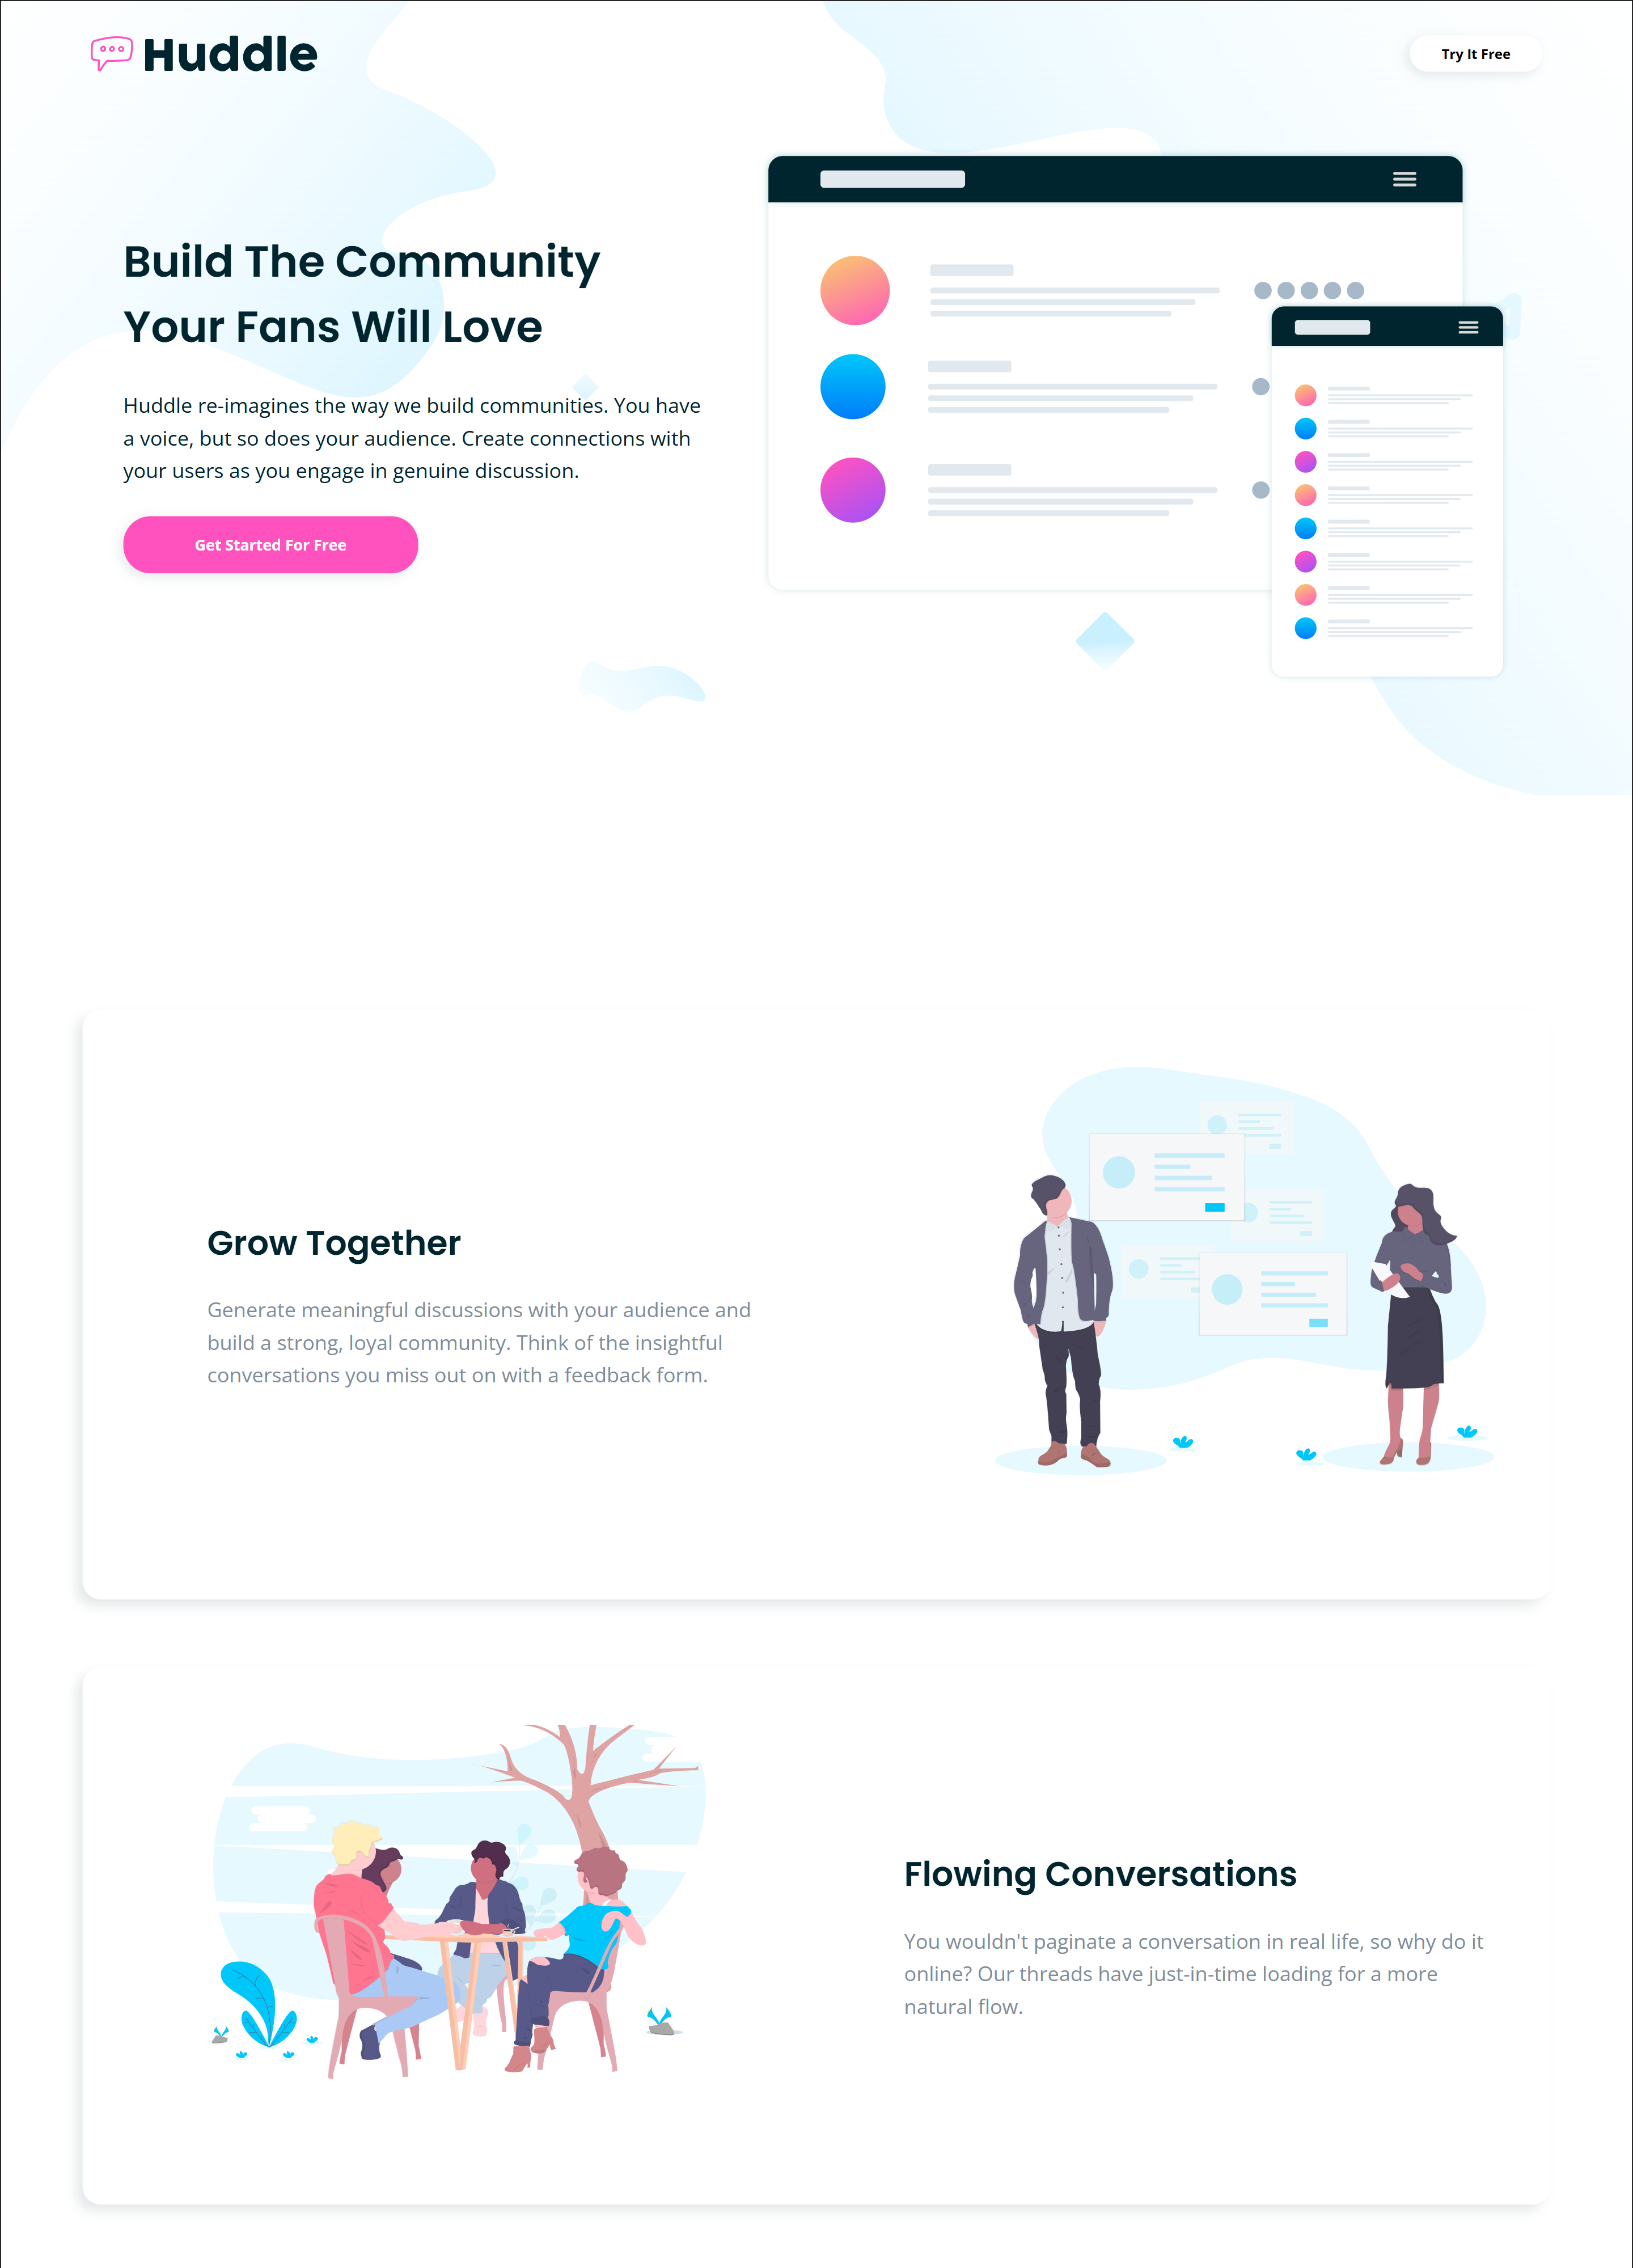 Huddle
Try It Free
Build The Community
Your Fans Will Love
Huddle re-imagines the way we build communities. You have
a voice, but so does your audience. Create connections with
your users as you engage in genuine discussion.
Get Started For Free
Grow Together
Generate meaningful discussions with your audience and
build a strong, loyal community. Think of the insightful
conversations you miss out on with a feedback form.
Flowing Conversations
You wouldn't paginate a conversation in real life, so why do it
online? Our threads have just-in-time loading for a more
natural flow.